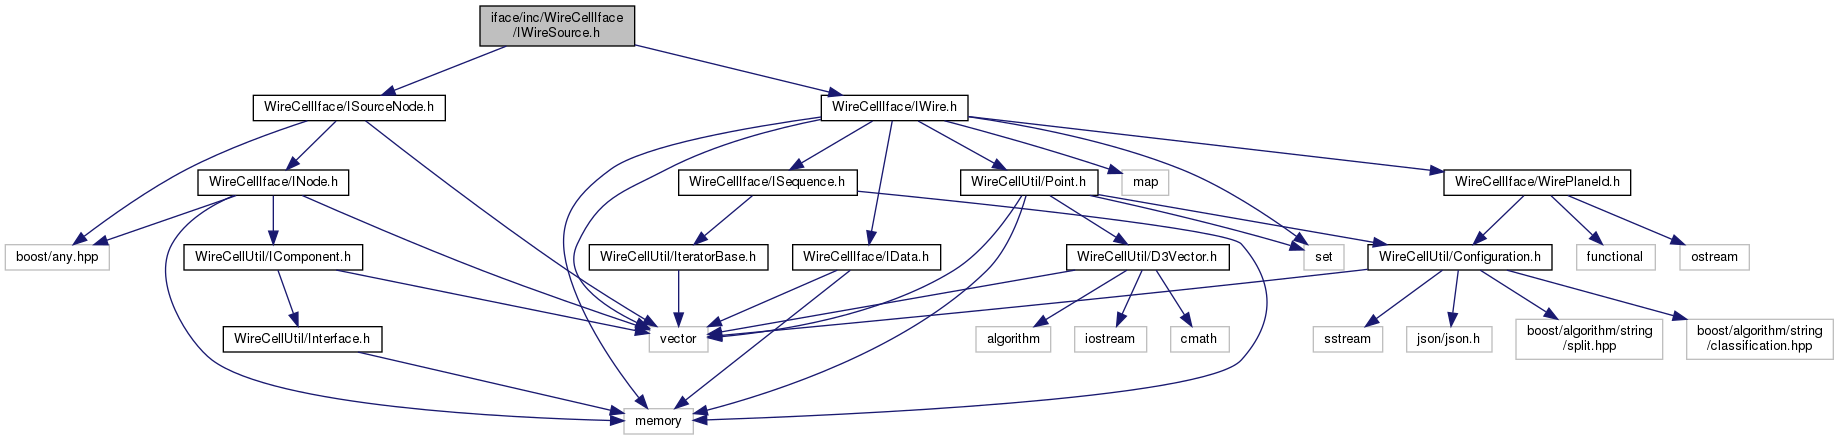 iface/inc/WireCellIface
/IWireSource.h
WireCellIface/ISourceNode.h
WireCellIface/IWire.h
WireCellIface/INode.h
WireCellIface/ISequence.h
WireCellUtil/Point.h
map
WireCellIface/WirePlaneId.h
boost/any.hpp
WireCellUtil/IComponent.h
WireCellUtil/IteratorBase.h
WireCellIface/IData.h
WireCellUtil/D3Vector.h
set
WireCellUtil/Configuration.h
functional
ostream
WireCellUtil/Interface.h
vector
algorithm
iostream
cmath
sstream
json/json.h
boost/algorithm/string
/split.hpp
boost/algorithm/string
/classification.hpp
memory